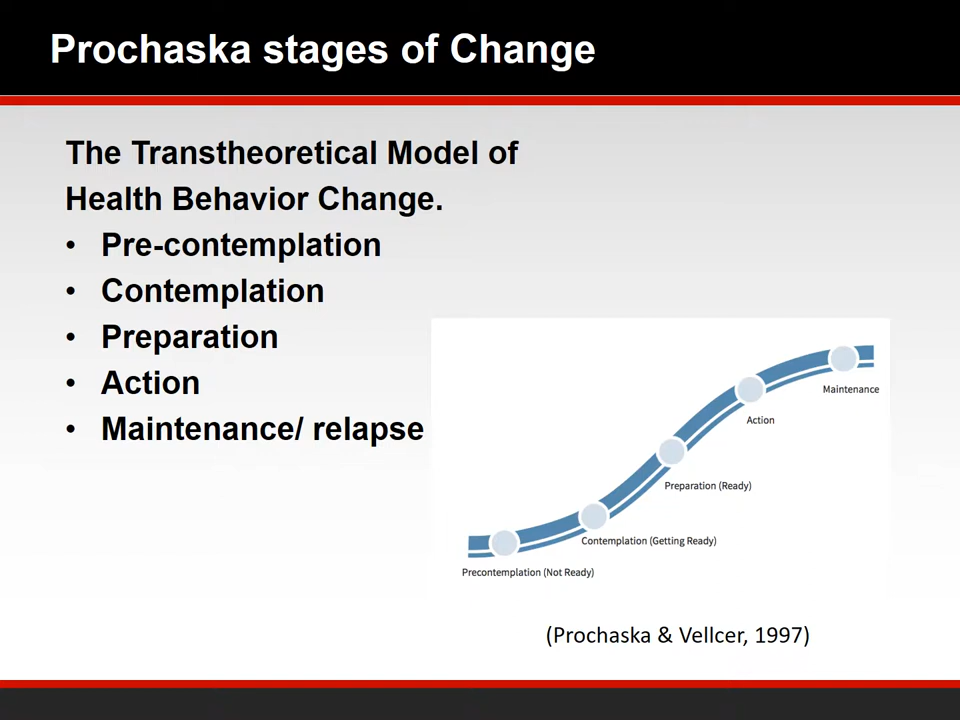 Prochaska stages of Change
The Transtheoretical Model of
Health Behavior Change.
• Pre-contemplation
• Contemplation
• Preparation
• Action
• Maintenance/ relapse
Maintenance
Action
Preparation (Ready)
Contemplation (Getting Ready)
Precontemplation (Not Ready)
(Prochaska & Vellcer, 1997)